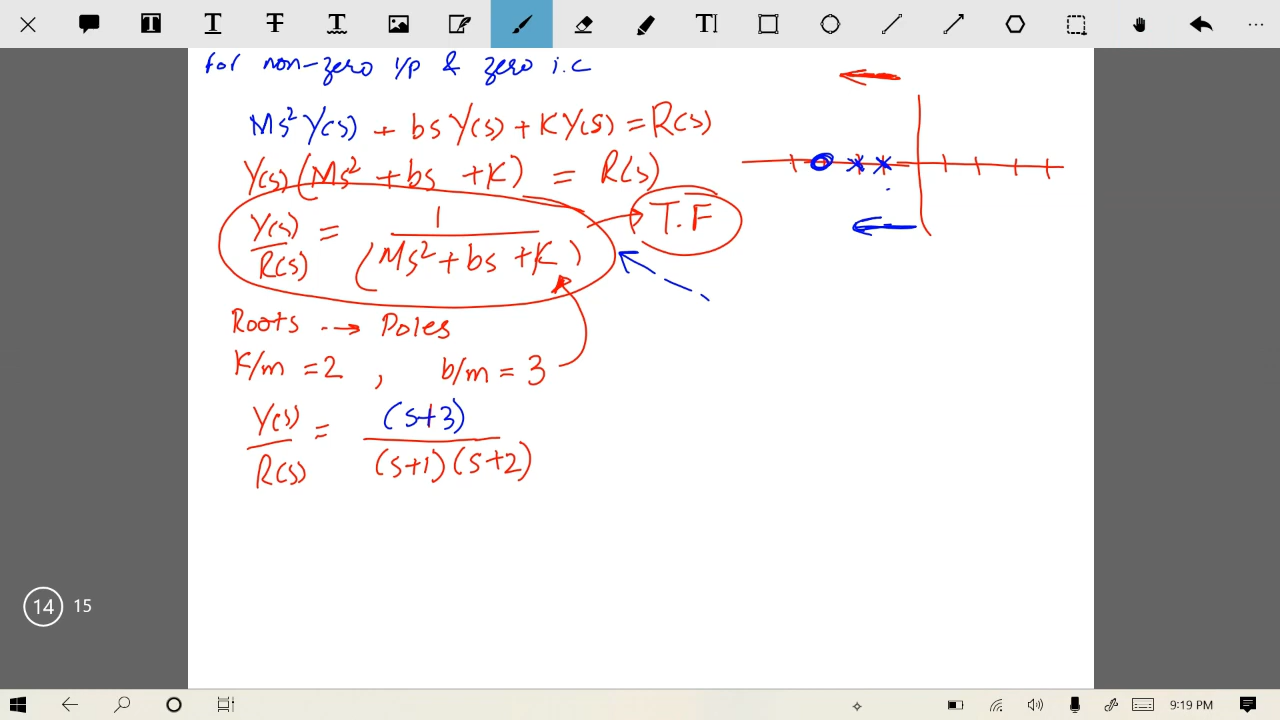 for non-zero i/p & zero i.c
Ms² Y(s) + bs Y(s) + K Y(s) = R(s)
Y(s) (Ms² + bs + K) = R(s)
Y(s)/R(s) = 1/(Ms² + bs + K) → T.F
Roots --→ Poles
K/m = 2 , b/m = 3
Y(s)/R(s) = (s+3)/(s+1)(s+2)
14 15
9:19 PM